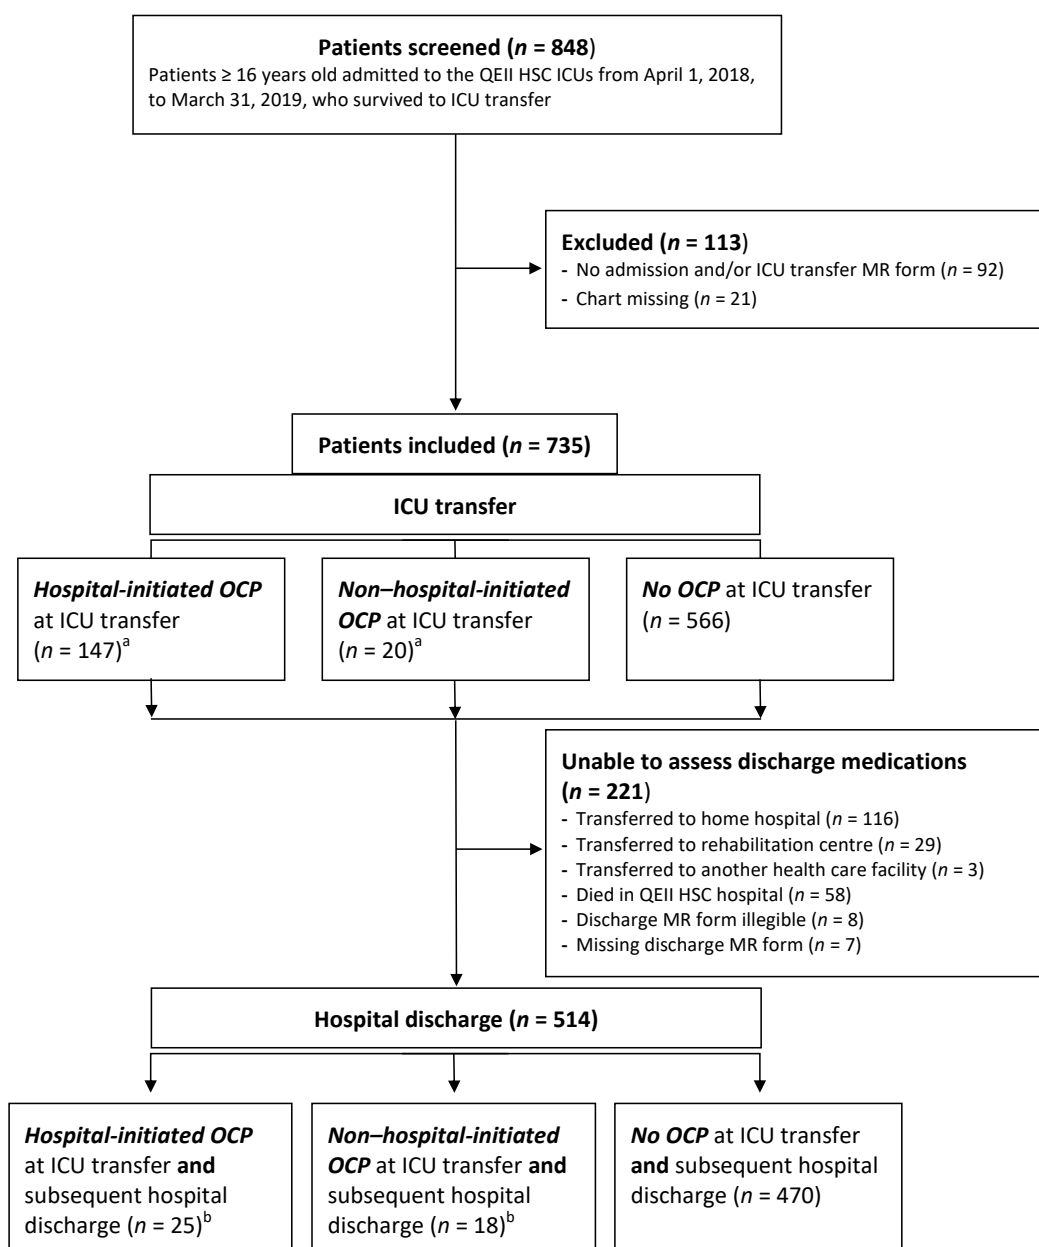 Patients screened (n = 848)
Patients ≥ 16 years old admitted to the QEII HSC ICUs from April 1, 2018,
to March 31, 2019, who survived to ICU transfer
Excluded (n = 113)
- No admission and/or ICU transfer MR form (n = 92)
- Chart missing (n = 21)
Patients included (n = 735)
ICU transfer
Hospital-initiated OCP
at ICU transfer
(n = 147)a
Non–hospital-initiated
OCP at ICU transfer
(n = 20)a
No OCP at ICU transfer
(n = 566)
Unable to assess discharge medications
(n = 221)
- Transferred to home hospital (n = 116)
- Transferred to rehabilitation centre (n = 29)
- Transferred to another health care facility (n = 3)
- Died in QEII HSC hospital (n = 58)
- Discharge MR form illegible (n = 8)
- Missing discharge MR form (n = 7)
Hospital discharge (n = 514)
Hospital-initiated OCP
at ICU transfer and
subsequent hospital
discharge (n = 25)b
Non–hospital-initiated
OCP at ICU transfer and
subsequent hospital
discharge (n = 18)b
No OCP at ICU transfer
and subsequent hospital
discharge (n = 470)